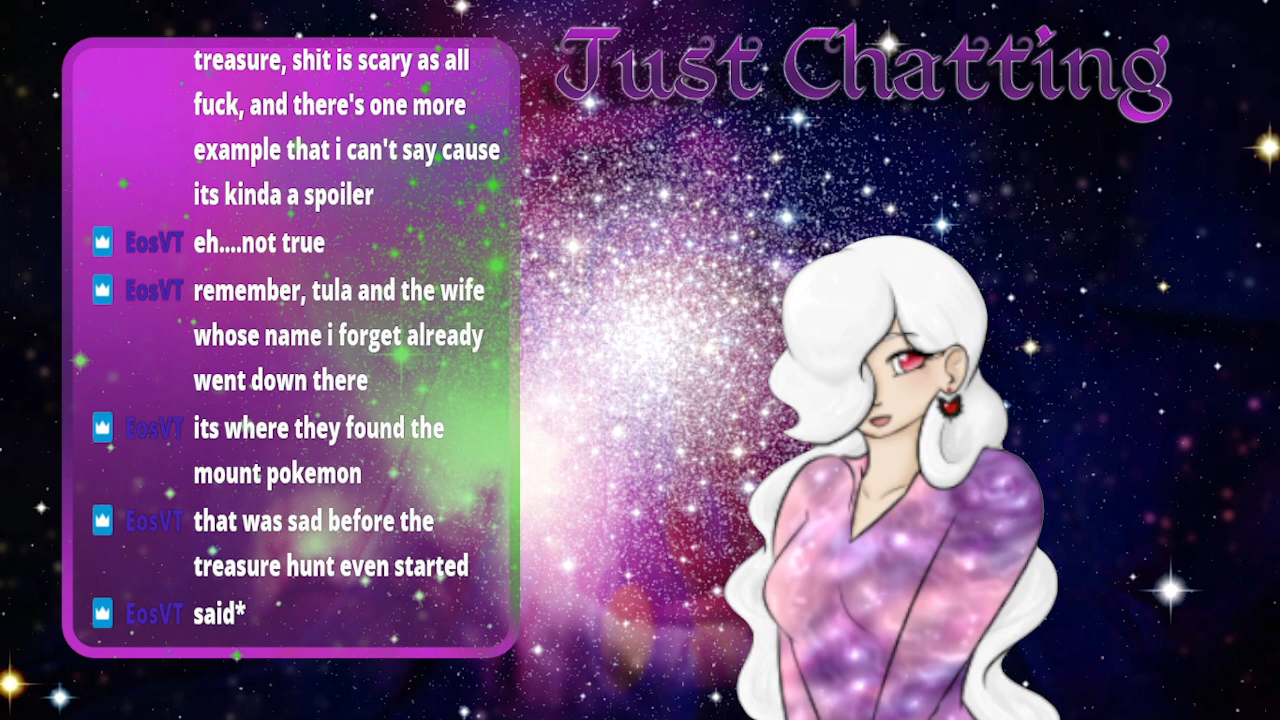 Just Chatting
treasure, shit is scary as all
fuck, and there's one more
example that i can't say cause
its kinda a spoiler
EosVT eh....not true
EosVT remember, tula and the wife
whose name i forget already
went down there
EosVT its where they found the
mount pokemon
EosVT that was sad before the
treasure hunt even started
EosVT said*